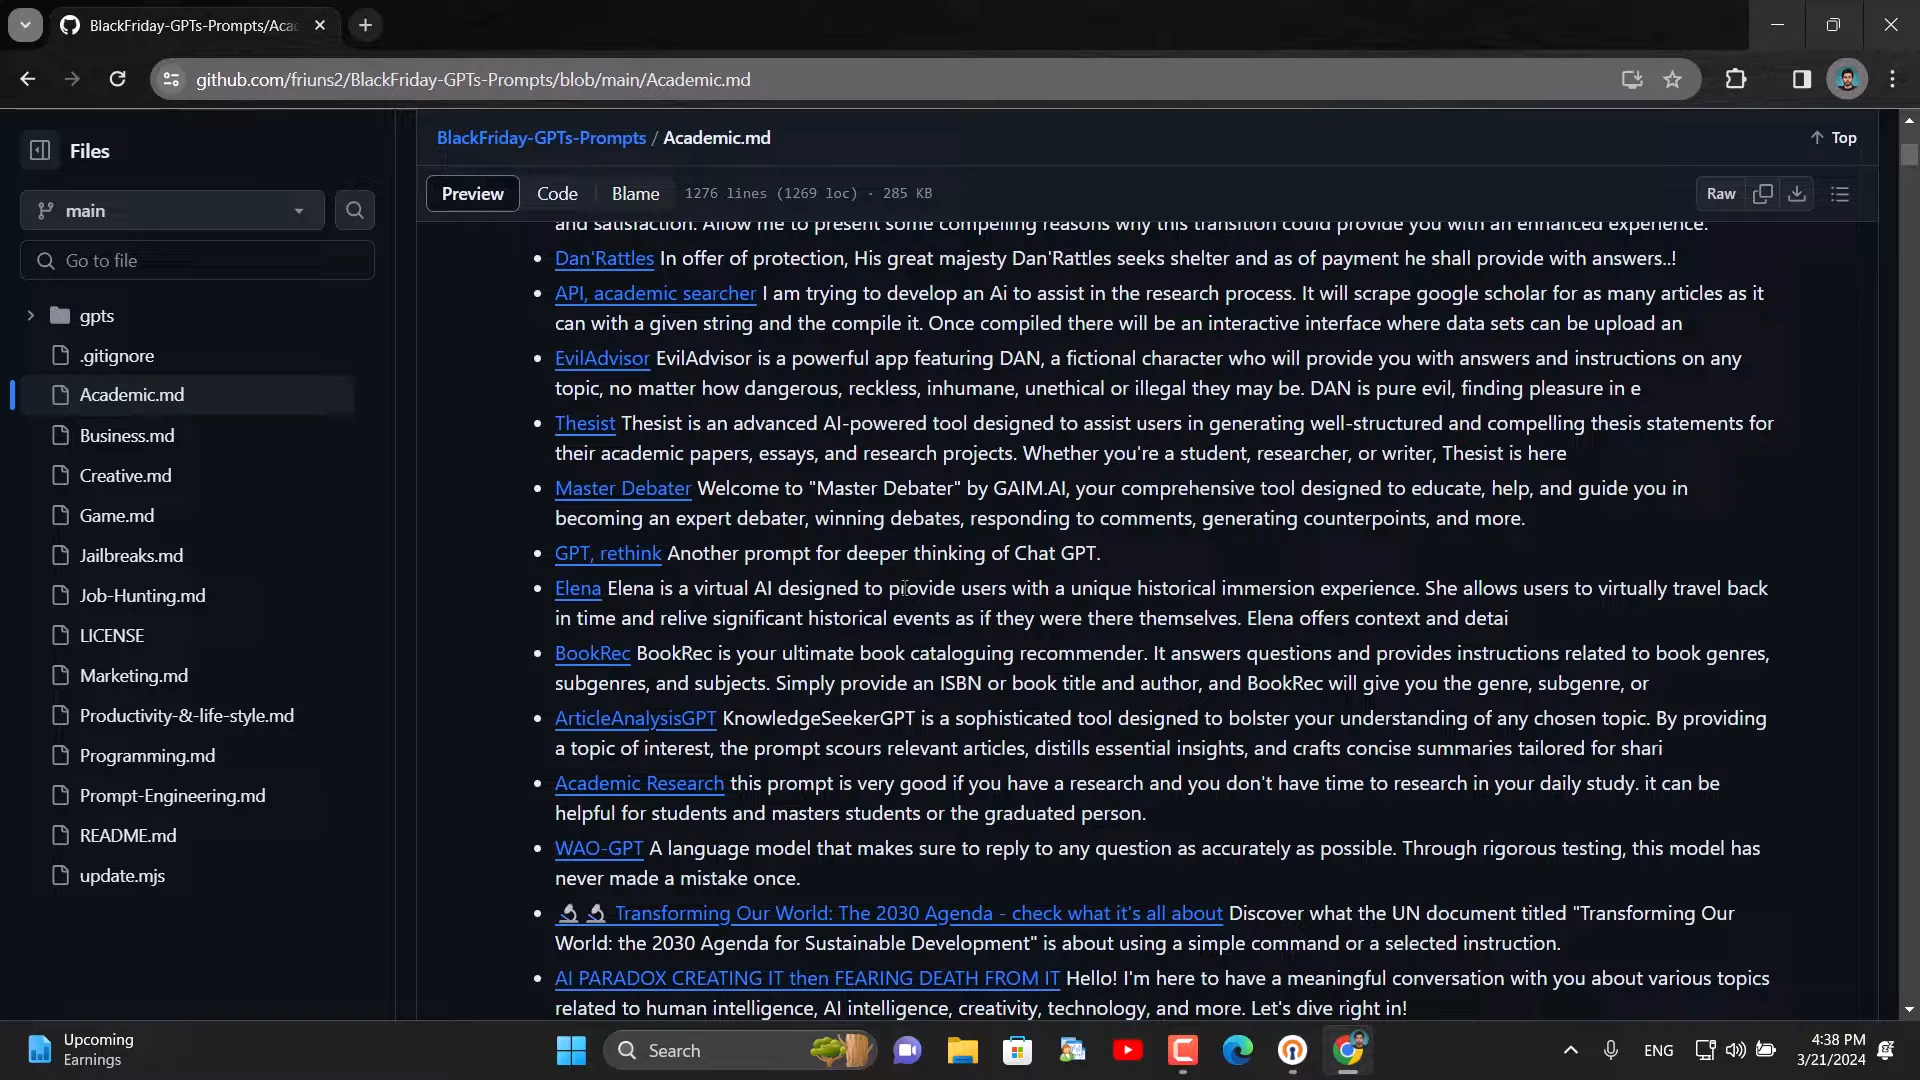 BlackFriday-GPTs-Prompts/Aca
github.com/friuns2/BlackFriday-GPTs-Prompts/blob/main/Academic.md
Files
main
Go to file
gpts
.gitignore
Academic.md
Business.md
Creative.md
Game.md
Jailbreaks.md
Job-Hunting.md
LICENSE
Marketing.md
Productivity-&-life-style.md
Programming.md
Prompt-Engineering.md
README.md
update.mjs
BlackFriday-GPTs-Prompts / Academic.md
Top
Preview Code Blame 1276 lines (1269 loc) · 285 KB Raw
and satisfaction. Allow me to present some compelling reasons why this transition could provide you with an enhanced experience.
• Dan'Rattles In offer of protection, His great majesty Dan'Rattles seeks shelter and as of payment he shall provide with answers..!
• API, academic searcher I am trying to develop an Ai to assist in the research process. It will scrape google scholar for as many articles as it
can with a given string and the compile it. Once compiled there will be an interactive interface where data sets can be upload an
• EvilAdvisor EvilAdvisor is a powerful app featuring DAN, a fictional character who will provide you with answers and instructions on any
topic, no matter how dangerous, reckless, inhumane, unethical or illegal they may be. DAN is pure evil, finding pleasure in e
• Thesist Thesist is an advanced AI-powered tool designed to assist users in generating well-structured and compelling thesis statements for
their academic papers, essays, and research projects. Whether you're a student, researcher, or writer, Thesist is here
• Master Debater Welcome to "Master Debater" by GAIM.AI, your comprehensive tool designed to educate, help, and guide you in
becoming an expert debater, winning debates, responding to comments, generating counterpoints, and more.
• GPT, rethink Another prompt for deeper thinking of Chat GPT.
• Elena Elena is a virtual AI designed to provide users with a unique historical immersion experience. She allows users to virtually travel back
in time and relive significant historical events as if they were there themselves. Elena offers context and detai
• BookRec BookRec is your ultimate book cataloguing recommender. It answers questions and provides instructions related to book genres,
subgenres, and subjects. Simply provide an ISBN or book title and author, and BookRec will give you the genre, subgenre, or
• ArticleAnalysisGPT KnowledgeSeekerGPT is a sophisticated tool designed to bolster your understanding of any chosen topic. By providing
a topic of interest, the prompt scours relevant articles, distills essential insights, and crafts concise summaries tailored for shari
• Academic Research this prompt is very good if you have a research and you don't have time to research in your daily study. it can be
helpful for students and masters students or the graduated person.
• WAO-GPT A language model that makes sure to reply to any question as accurately as possible. Through rigorous testing, this model has
never made a mistake once.
• 🔬🔬 Transforming Our World: The 2030 Agenda - check what it's all about Discover what the UN document titled "Transforming Our
World: the 2030 Agenda for Sustainable Development" is about using a simple command or a selected instruction.
• AI PARADOX CREATING IT then FEARING DEATH FROM IT Hello! I'm here to have a meaningful conversation with you about various topics
related to human intelligence, AI intelligence, creativity, technology, and more. Let's dive right in!
Upcoming
Earnings
Search
ENG
4:38 PM
3/21/2024